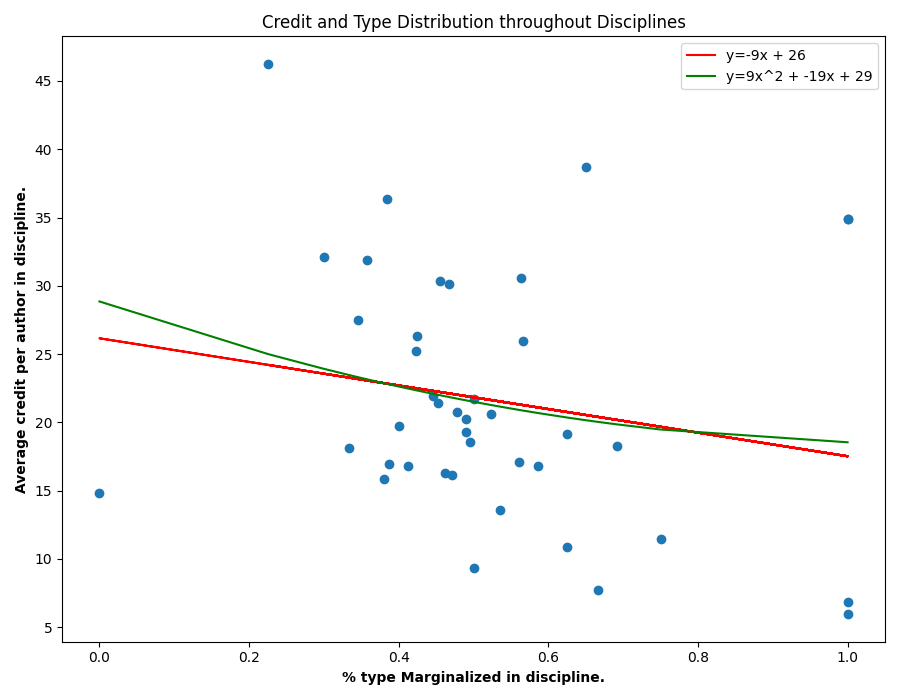 Credit and Type Distribution throughout Disciplines
y=-9x + 26
y=9x^2 + -19x + 29
Average credit per author in discipline.
45
40
35
30
25
20
15
10
5
0.0 0.2 0.4 0.6 0.8 1.0
% type Marginalized in discipline.